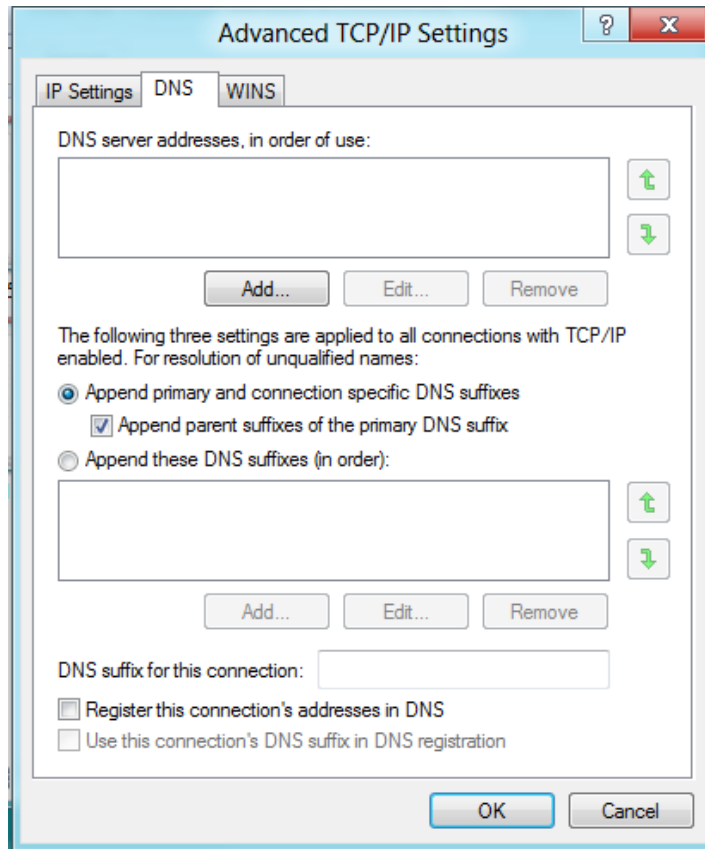 Advanced TCP/IP Settings
IP Settings
DNS
WINS
DNS server addresses, in order of use:
Add...
Edit...
Remove
The following three settings are applied to all connections with TCP/IP
enabled. For resolution of unqualified names:
Append primary and connection specific DNS suffixes
Append parent suffixes of the primary DNS suffix
Append these DNS suffixes (in order):
Add...
Edit...
Remove
DNS suffix for this connection:
Register this connection's addresses in DNS
Use this connection's DNS suffix in DNS registration
OK
Cancel